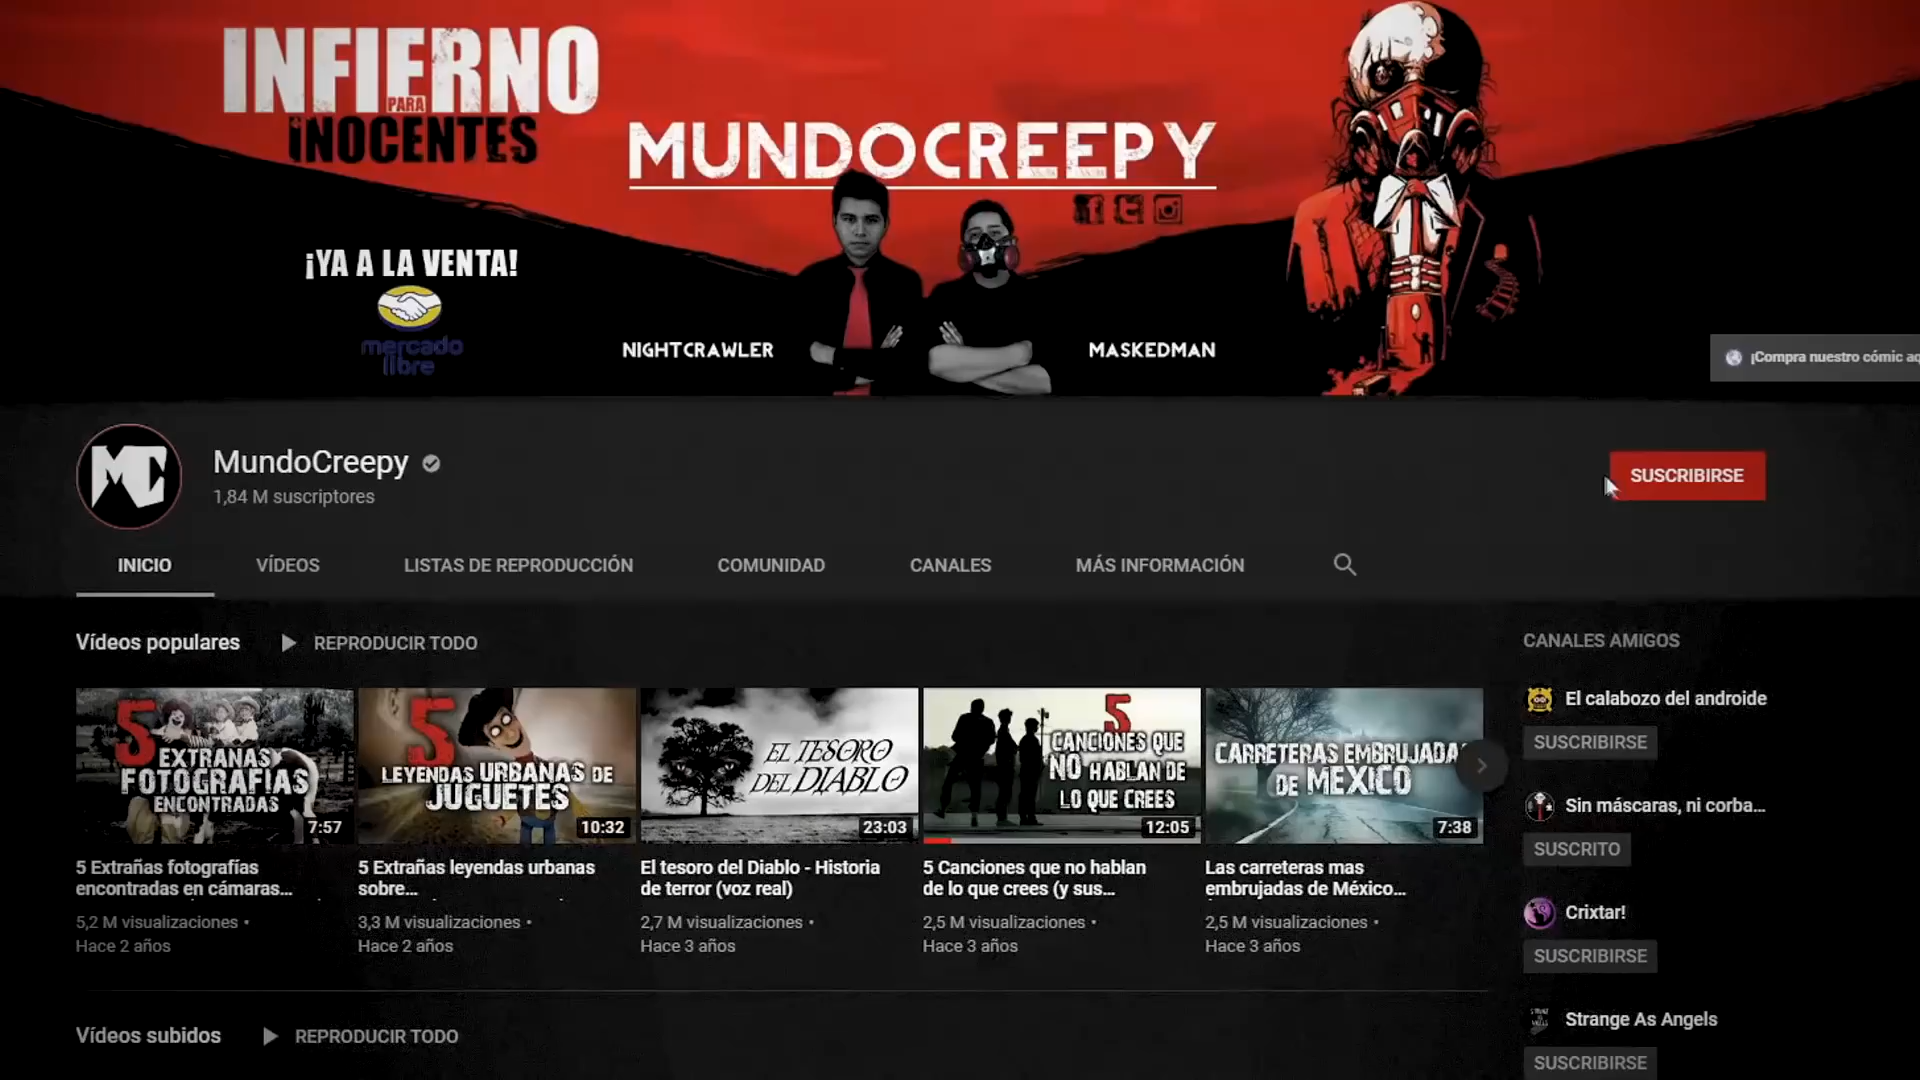 INFIERNO
PARA
INOCENTES
MUNDOCREEPY
¡YA A LA VENTA!
mercado
libre
NIGHTCRAWLER
MASKEDMAN
¡Compra nuestro cómic
MundoCreepy
1,84 M suscriptores
SUSCRIBIRSE
INICIO
VÍDEOS
LISTAS DE REPRODUCCIÓN
COMUNIDAD
CANALES
MÁS INFORMACIÓN
Vídeos populares
REPRODUCIR TODO
5 EXTRAÑAS
FOTOGRAFÍAS
ENCONTRADAS
7:57
5
LEYENDAS URBANAS DE
JUGUETES
10:32
EL TESORO
DEL DIABLO
23:03
5
CANCIONES QUE
NO HABLAN DE
LO QUE CREES
12:05
CARRETERAS EMBRUJADAS
DE MEXICO
7:38
5 Extrañas fotografías
encontradas en cámaras...
5,2 M visualizaciones •
Hace 2 años
5 Extrañas leyendas urbanas
sobre...
3,3 M visualizaciones •
Hace 2 años
El tesoro del Diablo - Historia
de terror (voz real)
2,7 M visualizaciones •
Hace 3 años
5 Canciones que no hablan
de lo que crees (y sus...
2,5 M visualizaciones •
Hace 3 años
Las carreteras mas
embrujadas de México...
2,5 M visualizaciones •
Hace 3 años
CANALES AMIGOS
El calabozo del androide
SUSCRIBIRSE
Sin máscaras, ni corba...
SUSCRITO
Crixtar!
SUSCRIBIRSE
Strange As Angels
SUSCRIBIRSE
Vídeos subidos
REPRODUCIR TODO